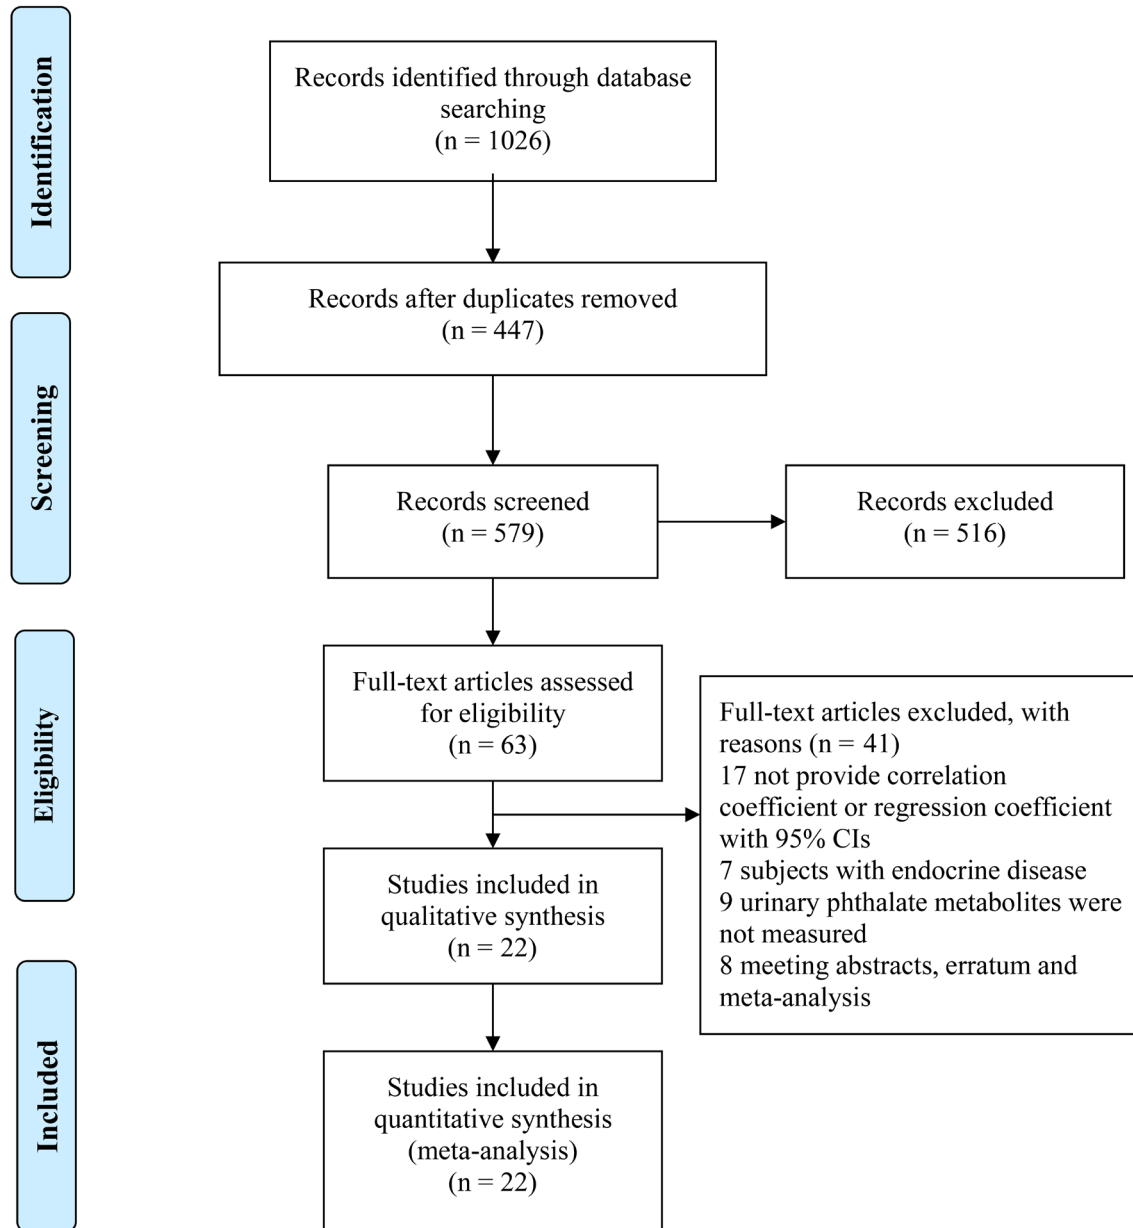 Identification
Records identified through database
searching
(n = 1026)
Records after duplicates removed
(n = 447)
Screening
Records screened
(n = 579)
Records excluded
(n = 516)
Eligibility
Full-text articles assessed
for eligibility
(n = 63)
Full-text articles excluded, with
reasons (n = 41)
17 not provide correlation
coefficient or regression coefficient
with 95% CIs
7 subjects with endocrine disease
9 urinary phthalate metabolites were
not measured
8 meeting abstracts, erratum and
meta-analysis
Studies included in
qualitative synthesis
(n = 22)
Included
Studies included in
quantitative synthesis
(meta-analysis)
(n = 22)